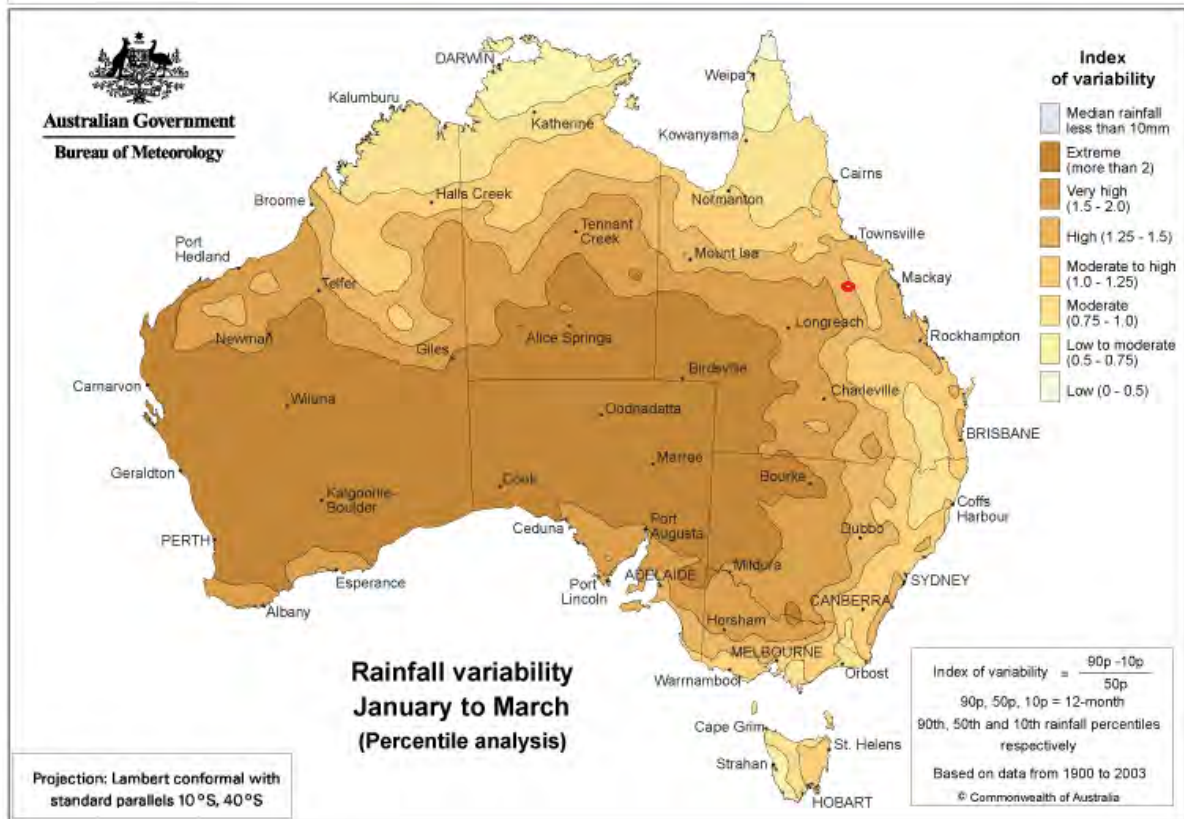 Australian Government
Bureau of Meteorology
Index
of variability
Median rainfall
less than 10mm
Extreme
(more than 2)
Very high
(1.5 - 2.0)
High (1.25 - 1.5)
Moderate to high
(1.0 - 1.25)
Moderate
(0.75 - 1.0)
Low to moderate
(0.5 - 0.75)
Low (0 - 0.5)
DARWIN
Weipa
Kalumburu
Katherine
Kowanyama
Cairns
Broome
Halls Creek
Normanton
Tennant
Creek
Townsville
Port
Hedland
Mount Isa
Mackay
Telfer
Longreach
Newman
Giles
Alice Springs
Rockhampton
Carnarvon
Birdsville
Wiluna
Oodnadatta
Charleville
BRISBANE
Geraldton
Marree
Bourke
Cook
Kalgoorlie-
Boulder
Coffs
Harbour
Ceduna
Port
Augusta
PERTH
Dubbo
Esperance
ADELAIDE
Mildura
SYDNEY
Albany
Port
Lincoln
CANBERRA
Horsham
MELBOURNE
Warrnambool
Orbost
Cape Grim
St. Helens
Strahan
HOBART
Rainfall variability
January to March
(Percentile analysis)
Index of variability = 90p -10p
50p
90p, 50p, 10p = 12-month
90th, 50th and 10th rainfall percentiles
respectively
Based on data from 1900 to 2003
© Commonwealth of Australia
Projection: Lambert conformal with
standard parallels 10°S, 40°S